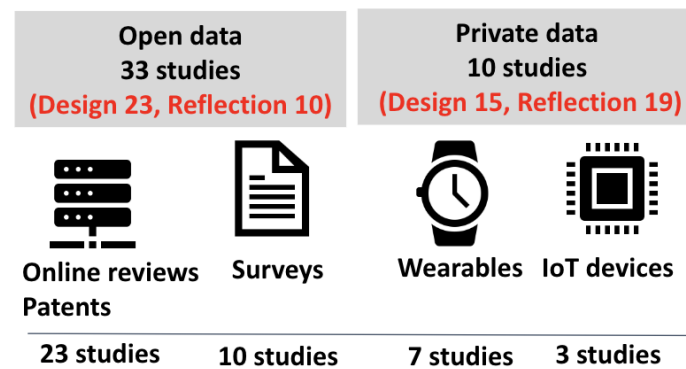 Open data
33 studies
(Design 23, Reflection 10)
Private data
10 studies
(Design 15, Reflection 19)
Online reviews
Patents
Surveys
Wearables
IoT devices
23 studies
10 studies
7 studies
3 studies